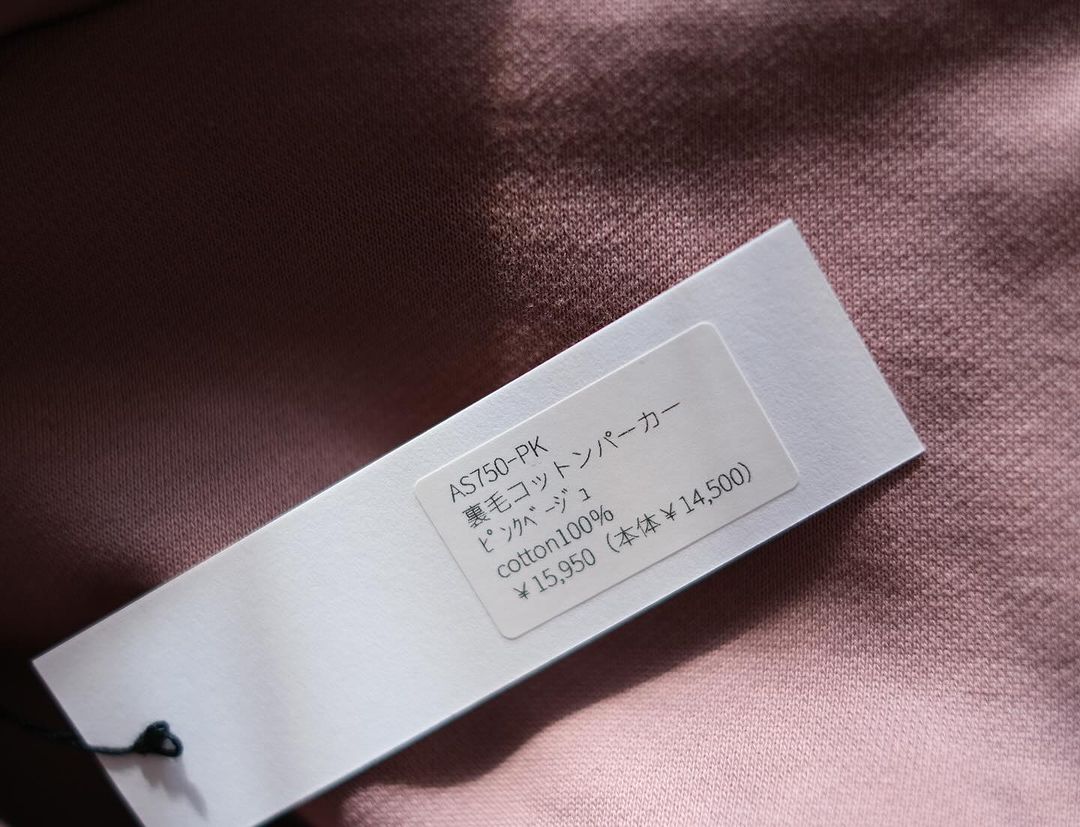 AS750-PK
裏毛コットンパーカー
ﾋﾟﾝｸﾍﾞｰｼﾞ 1
cotton100%
¥15,950 (本体¥14,500)